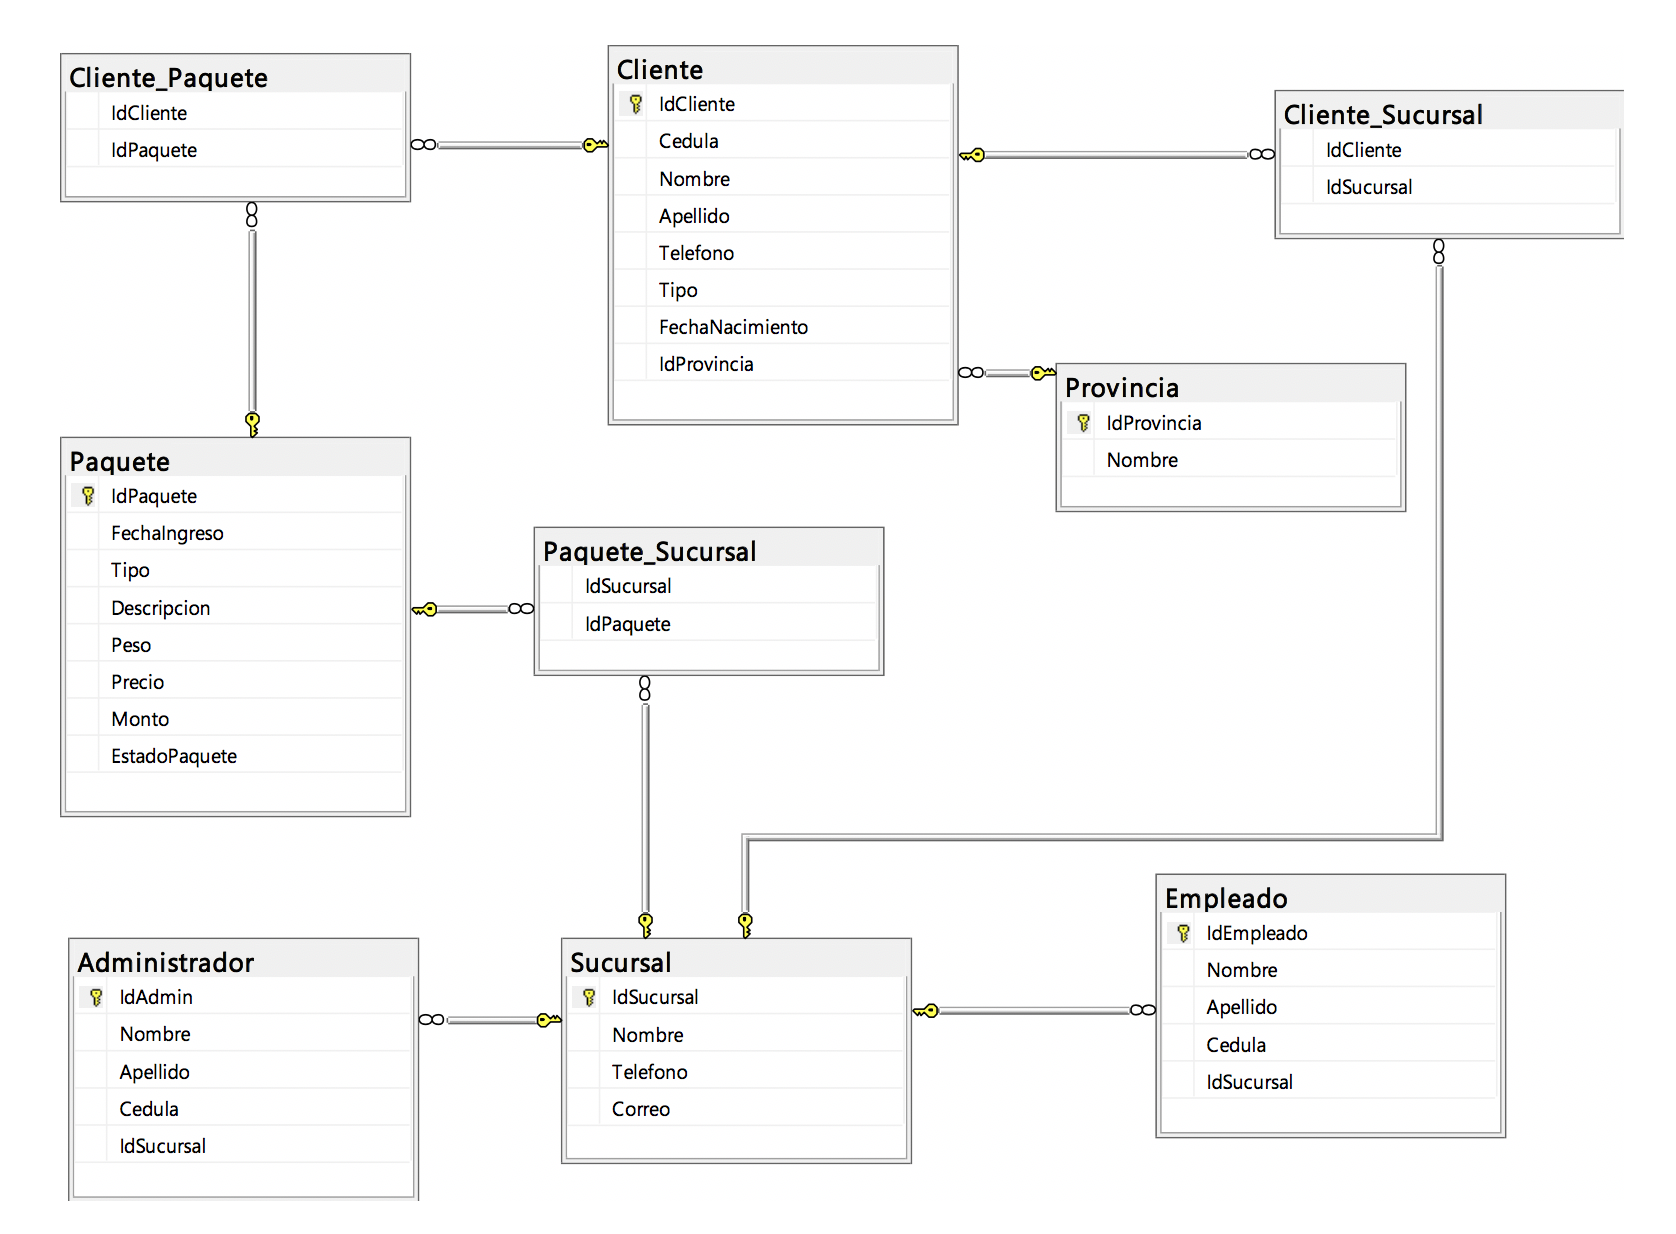 Cliente_Paquete
IdCliente
IdPaquete
Cliente
IdCliente
Cedula
Nombre
Apellido
Telefono
Tipo
FechaNacimiento
IdProvincia
Cliente_Sucursal
IdCliente
IdSucursal
Provincia
IdProvincia
Nombre
Paquete
IdPaquete
FechaIngreso
Tipo
Descripcion
Peso
Precio
Monto
EstadoPaquete
Paquete_Sucursal
IdSucursal
IdPaquete
Administrador
IdAdmin
Nombre
Apellido
Cedula
IdSucursal
Sucursal
IdSucursal
Nombre
Telefono
Correo
Empleado
IdEmpleado
Nombre
Apellido
Cedula
IdSucursal